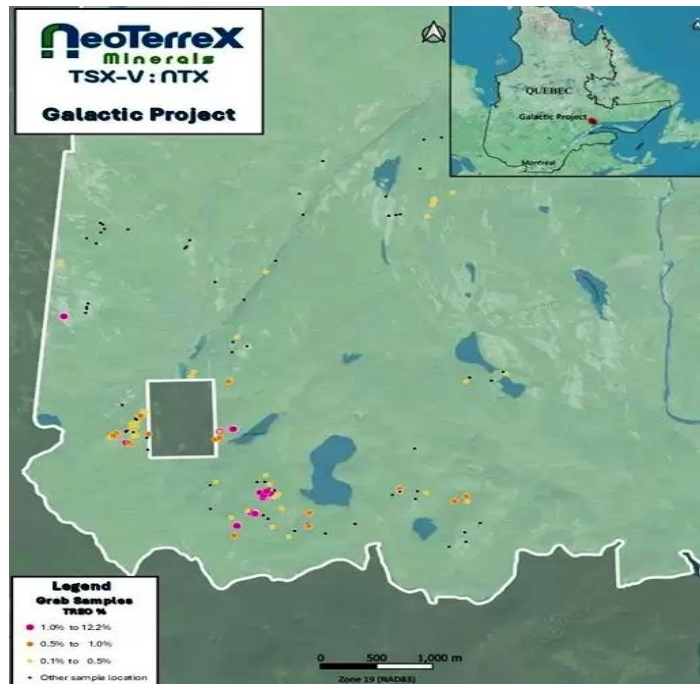 NeoTerreX
Minerals
TSX-V : NTX
Galactic Project
QUEBEC
Galactic Project
Montréal
Legend
Grab Samples
TREO %
1.0% to 12.2%
0.5% to 1.0%
0.1% to 0.5%
Other sample location
0 500 1,000 m
Zone 19 (NAD83)